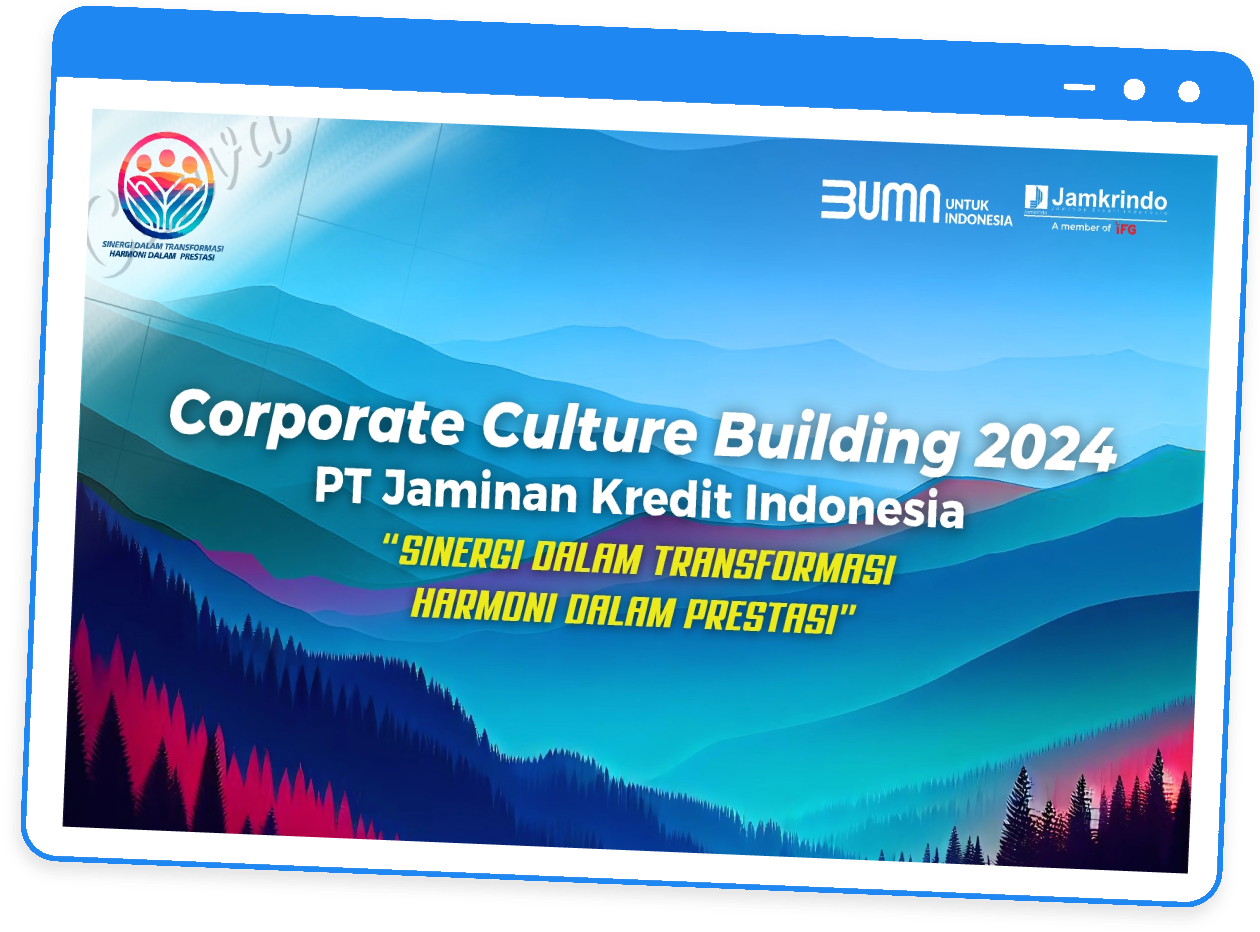 SINERGI DALAM TRANSFORMASI
HARMONI DALAM PRESTASI
BUMN UNTUK
INDONESIA
Jamkrindo
A member of IFG
Corporate Culture Building 2024
PT Jaminan Kredit Indonesia
“SINERGI DALAM TRANSFORMASI
HARMONI DALAM PRESTASI”